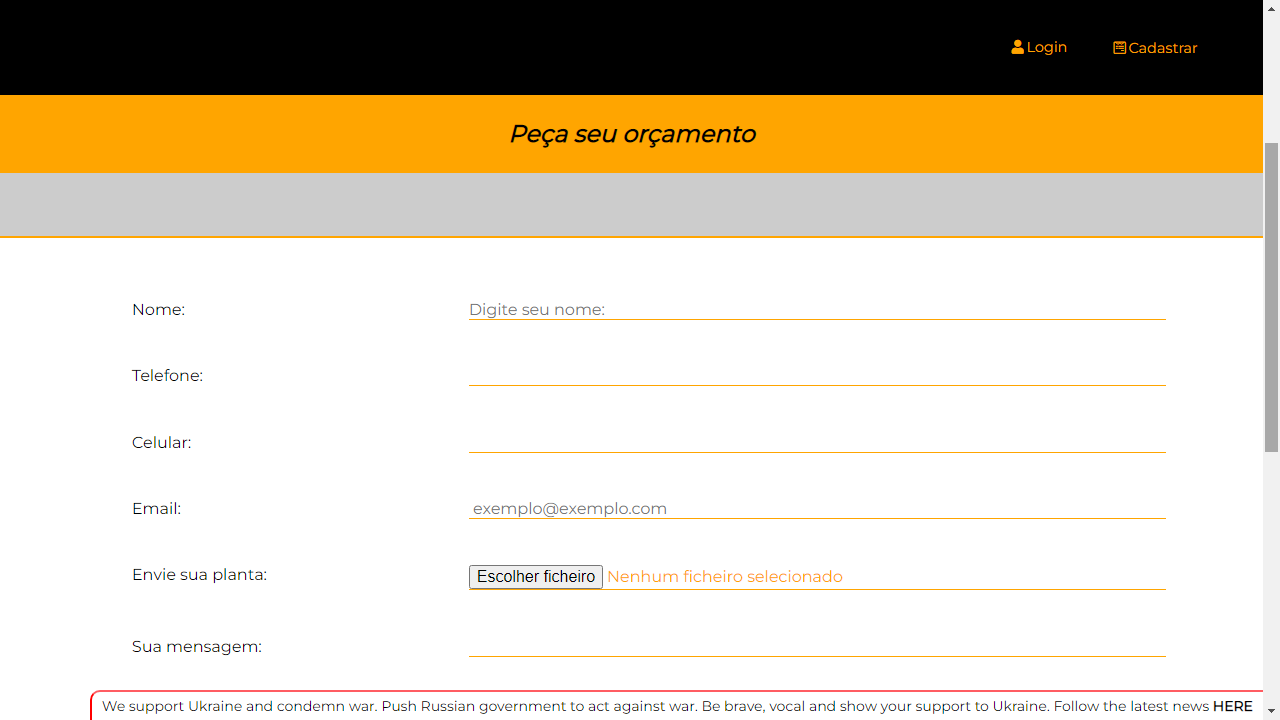 Login Cadastrar
Peça seu orçamento
Nome: Digite seu nome:
Telefone:
Celular:
Email: exemplo@exemplo.com
Envie sua planta: Escolher ficheiro Nenhum ficheiro selecionado
Sua mensagem:
We support Ukraine and condemn war. Push Russian government to act against war. Be brave, vocal and show your support to Ukraine. Follow the latest news HERE